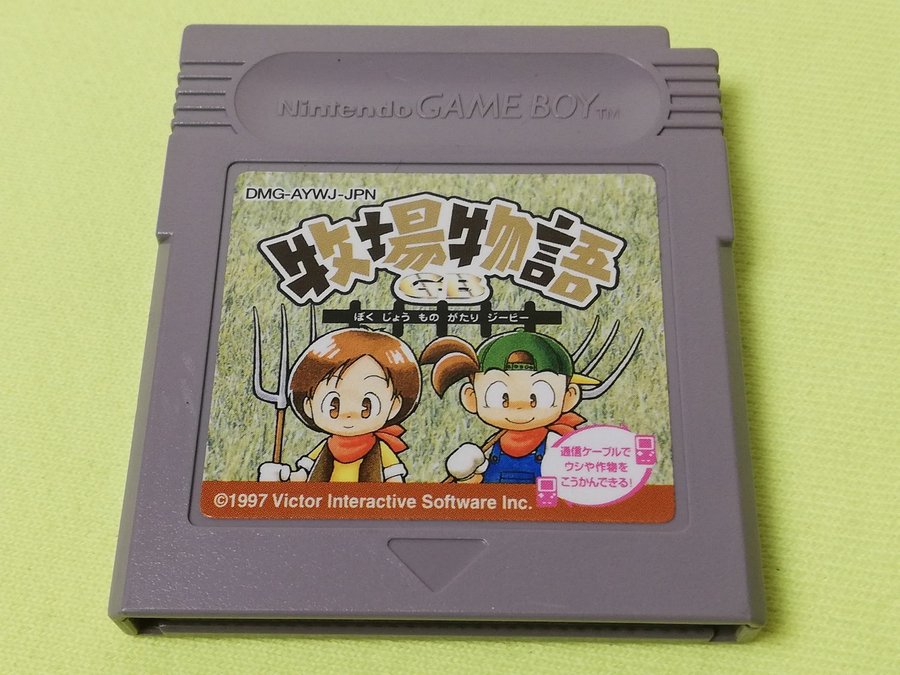 Nintendo GAME BOY TM
DMG-AYWJ-JPN
牧場物語
GB
ぼく じょう もの がたり ジービー
通信ケーブルで
ウシや作物を
こうかんできる!
©1997 Victor Interactive Software Inc.